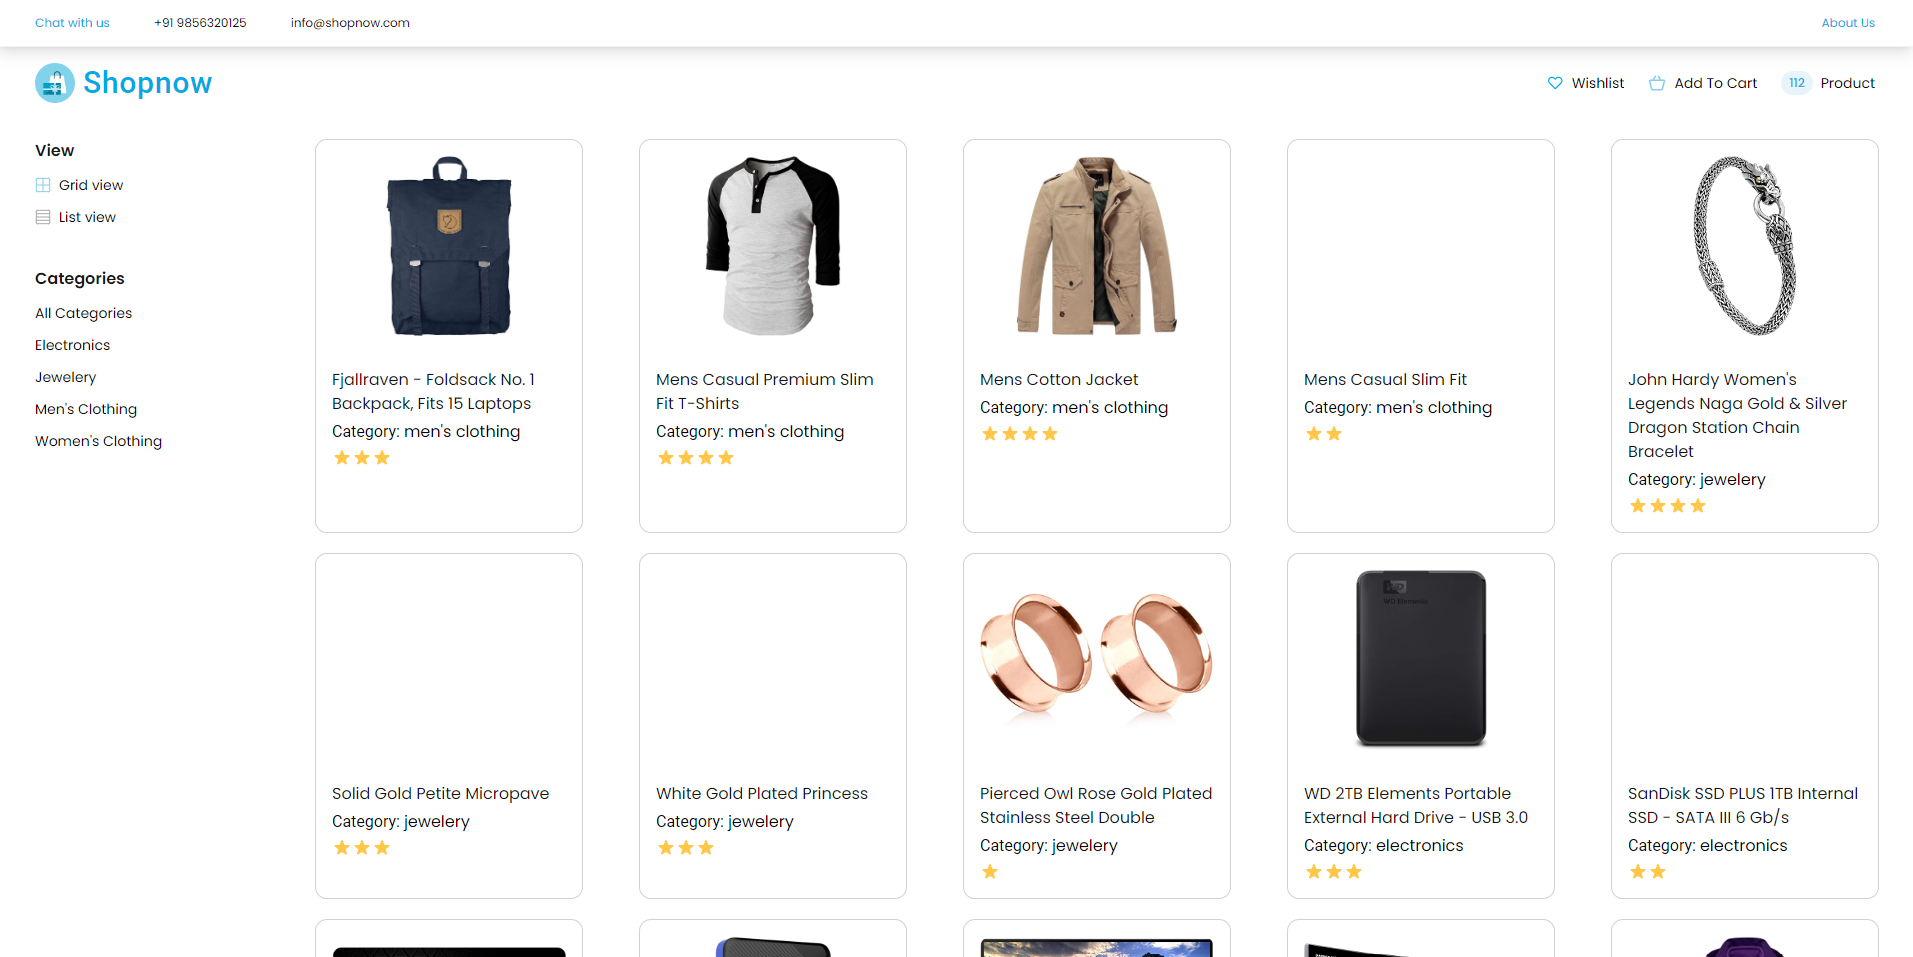 Chat with us
+91 9856320125
info@shopnow.com
About Us
Shopnow
Wishlist
Add To Cart
112
Product
View
Grid view
List view
Categories
All Categories
Electronics
Jewelery
Men's Clothing
Women's Clothing
Fjallraven - Foldsack No. 1
Backpack, Fits 15 Laptops
Category: men's clothing
Mens Casual Premium Slim
Fit T-Shirts
Category: men's clothing
Mens Cotton Jacket
Category: men's clothing
Mens Casual Slim Fit
Category: men's clothing
John Hardy Women's
Legends Naga Gold & Silver
Dragon Station Chain
Bracelet
Category: jewelery
Solid Gold Petite Micropave
Category: jewelery
White Gold Plated Princess
Category: jewelery
Pierced Owl Rose Gold Plated
Stainless Steel Double
Category: jewelery
WD
WD Elements
WD 2TB Elements Portable
External Hard Drive - USB 3.0
Category: electronics
SanDisk SSD PLUS 1TB Internal
SSD - SATA III 6 Gb/s
Category: electronics